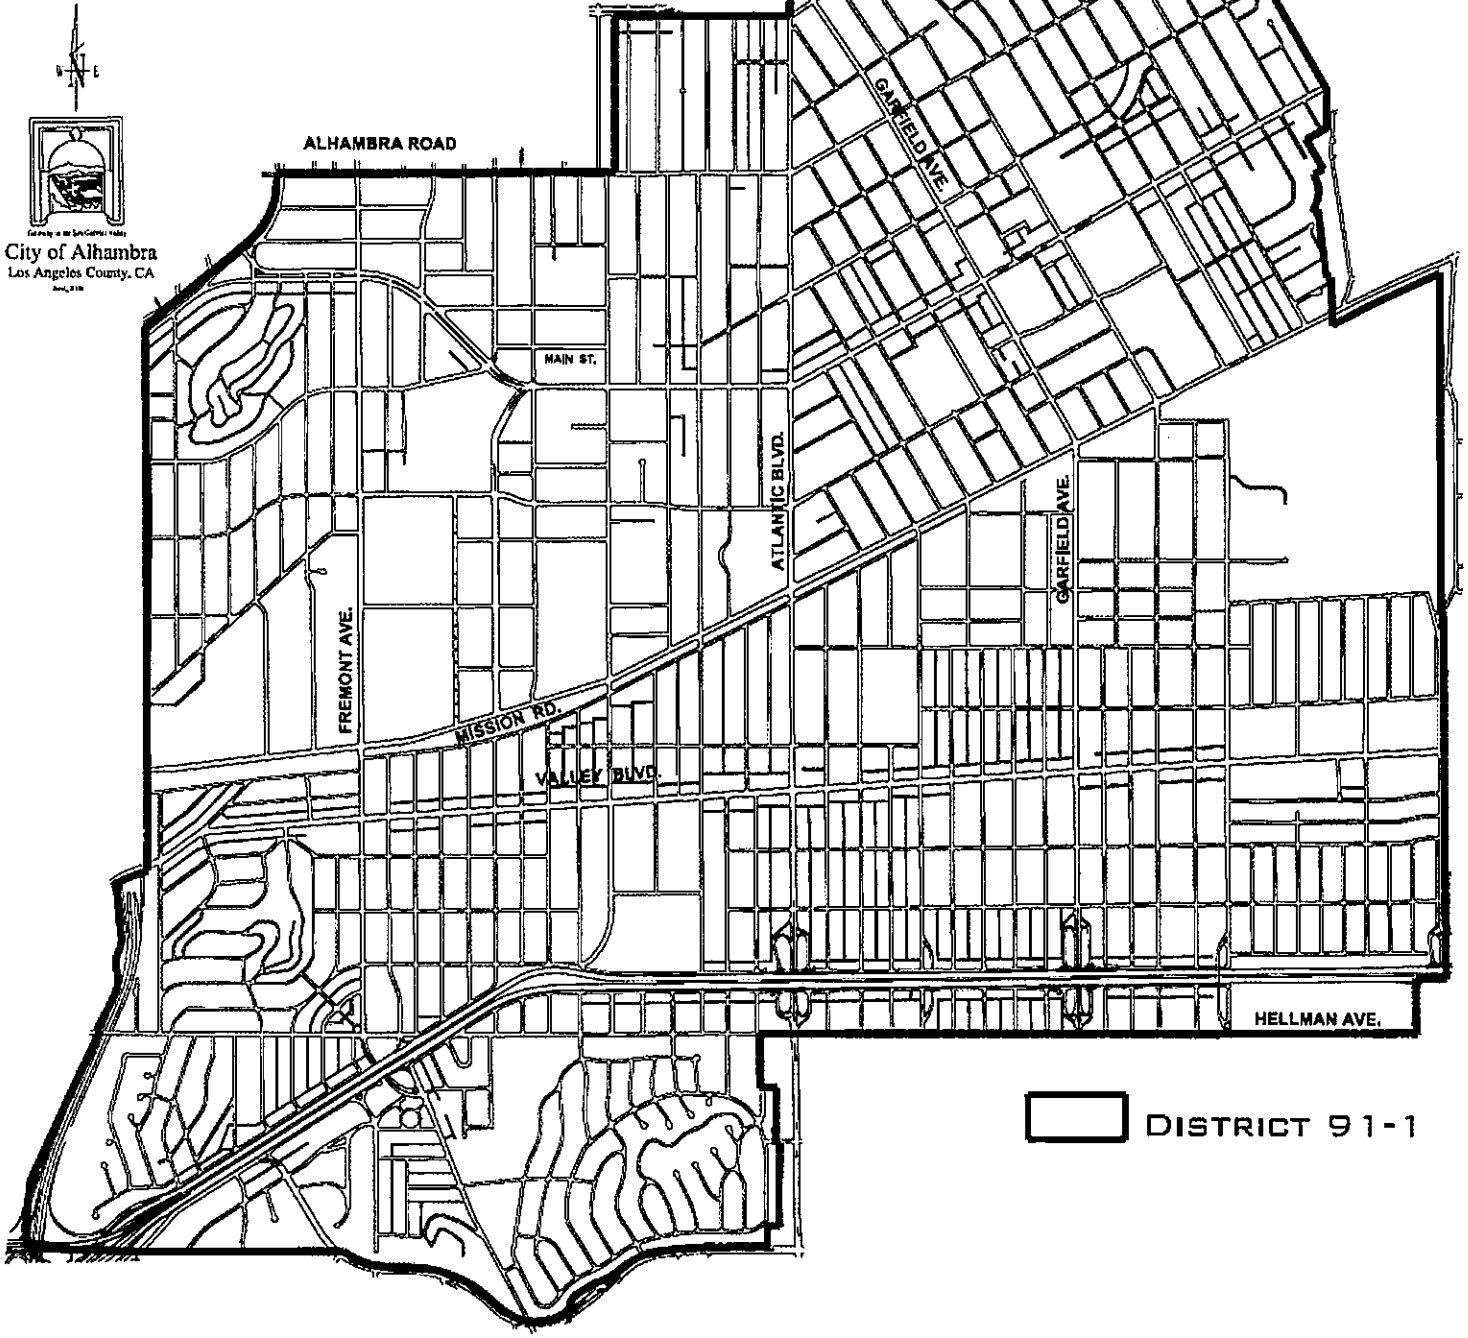 N
E
ALHAMBRA ROAD
City of Alhambra
Los Angeles County, CA
GARFIELD AVE.
MAIN ST.
ATLANTIC BLVD.
GARFIELD AVE.
FREMONT AVE.
MISSION RD.
VALLEY BLVD.
HELLMAN AVE.
DISTRICT 91-1